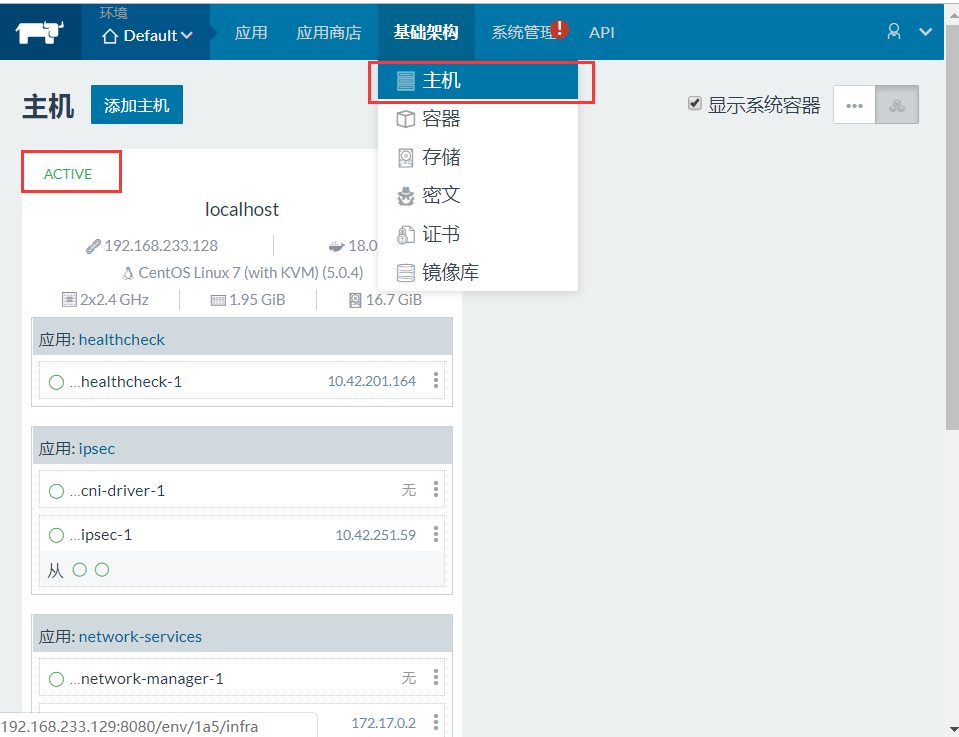 环境
Default
应用
应用商店
基础架构
系统管理
API
主机
添加主机
显示系统容器
主机
容器
存储
密文
证书
镜像库
ACTIVE
localhost
192.168.233.128
18.0
CentOS Linux 7 (with KVM) (5.0.4)
2x2.4 GHz
1.95 GiB
16.7 GiB
应用: healthcheck
...healthcheck-1 10.42.201.164
应用: ipsec
...cni-driver-1 无
...ipsec-1 10.42.251.59
从
应用: network-services
...network-manager-1 无
172.17.0.2
192.168.233.129:8080/env/1a5/infra